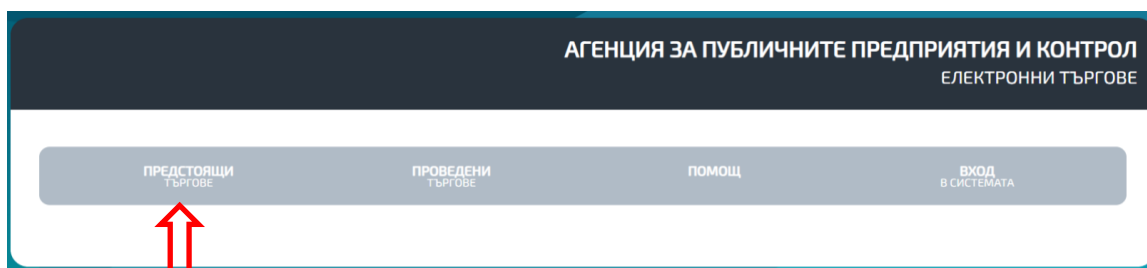 АГЕНЦИЯ ЗА ПУБЛИЧНИТЕ ПРЕДПРИЯТИЯ И КОНТРОЛ
ЕЛЕКТРОННИ ТЪРГОВЕ
ПРЕДСТОЯЩИ
ТЪРГОВЕ
ПРОВЕДЕНИ
ТЪРГОВЕ
ПОМОЩ
ВХОД
В СИСТЕМАТА